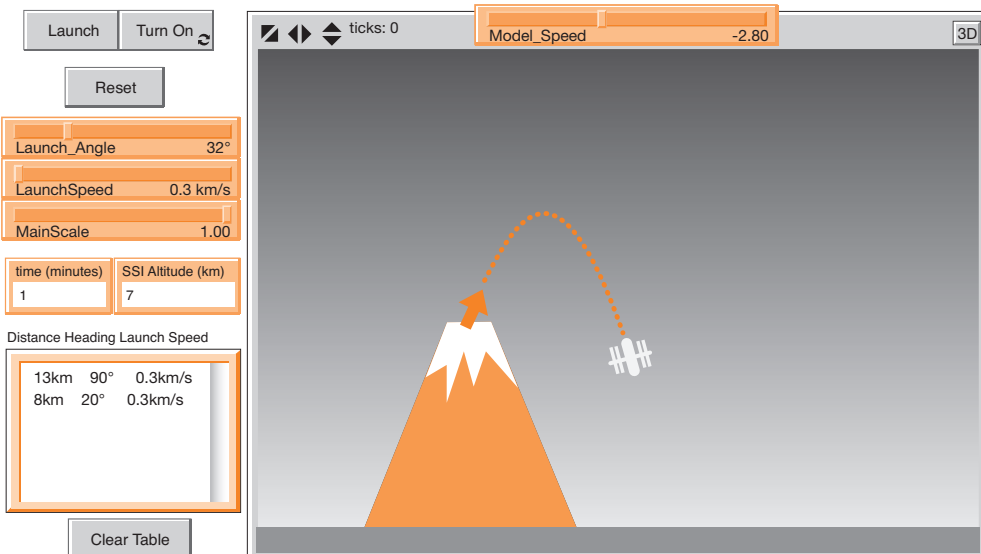 Launch
Turn On
Reset
Launch_Angle 32°
LaunchSpeed 0.3 km/s
MainScale 1.00
time (minutes)
1
SSI Altitude (km)
7
Distance Heading Launch Speed
13km 90° 0.3km/s
8km 20° 0.3km/s
Clear Table
ticks: 0
Model_Speed -2.80
3D